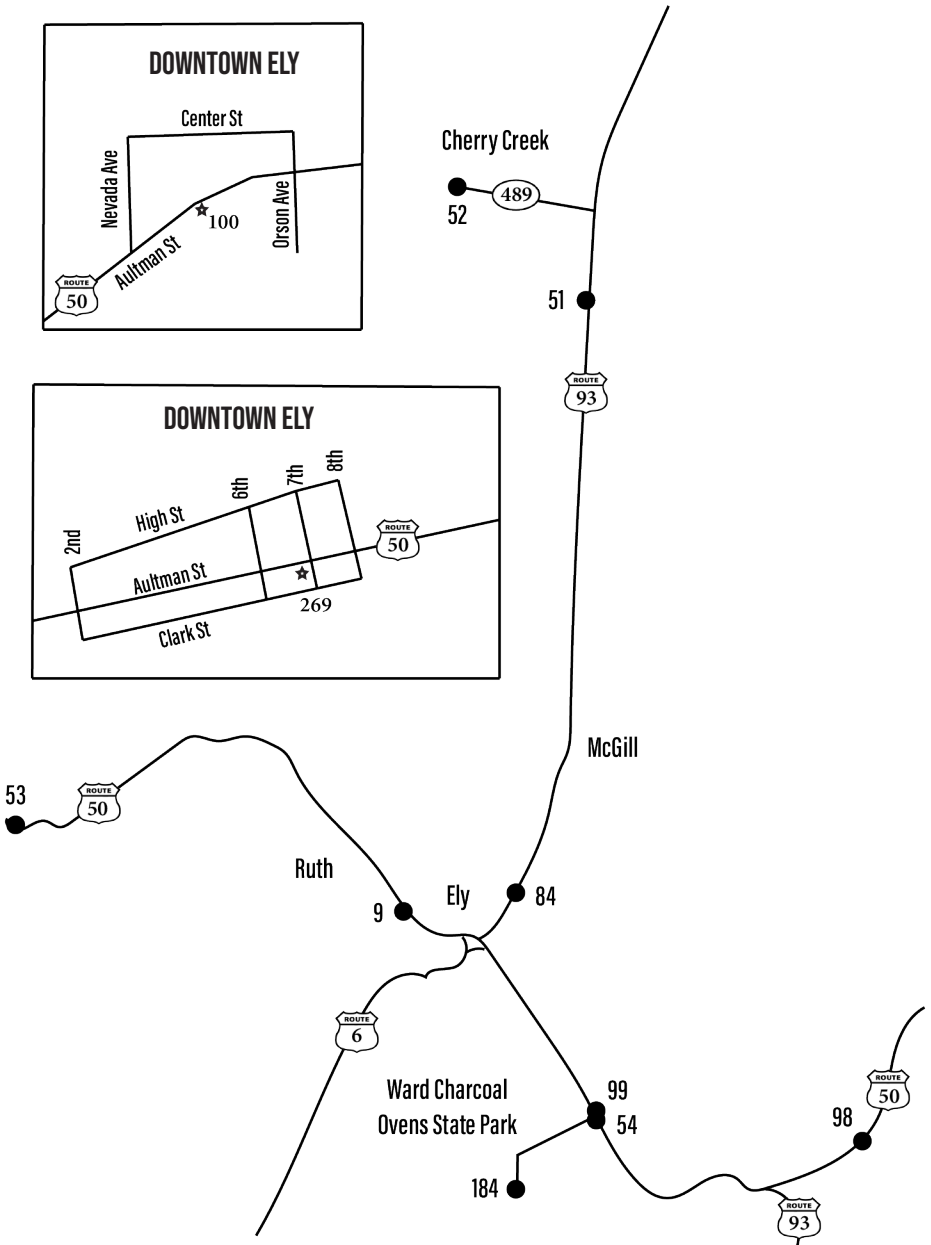 DOWNTOWN ELY
Center St
Nevada Ave
Orson Ave
100
Aultman St
ROUTE
50
Cherry Creek
489
52
51
ROUTE
93
DOWNTOWN ELY
2nd
High St
6th
7th
8th
ROUTE
50
Aultman St
269
Clark St
McGill
53
ROUTE
50
Ruth
Ely
9
84
ROUTE
6
Ward Charcoal
Ovens State Park
99
54
184
98
ROUTE
50
ROUTE
93